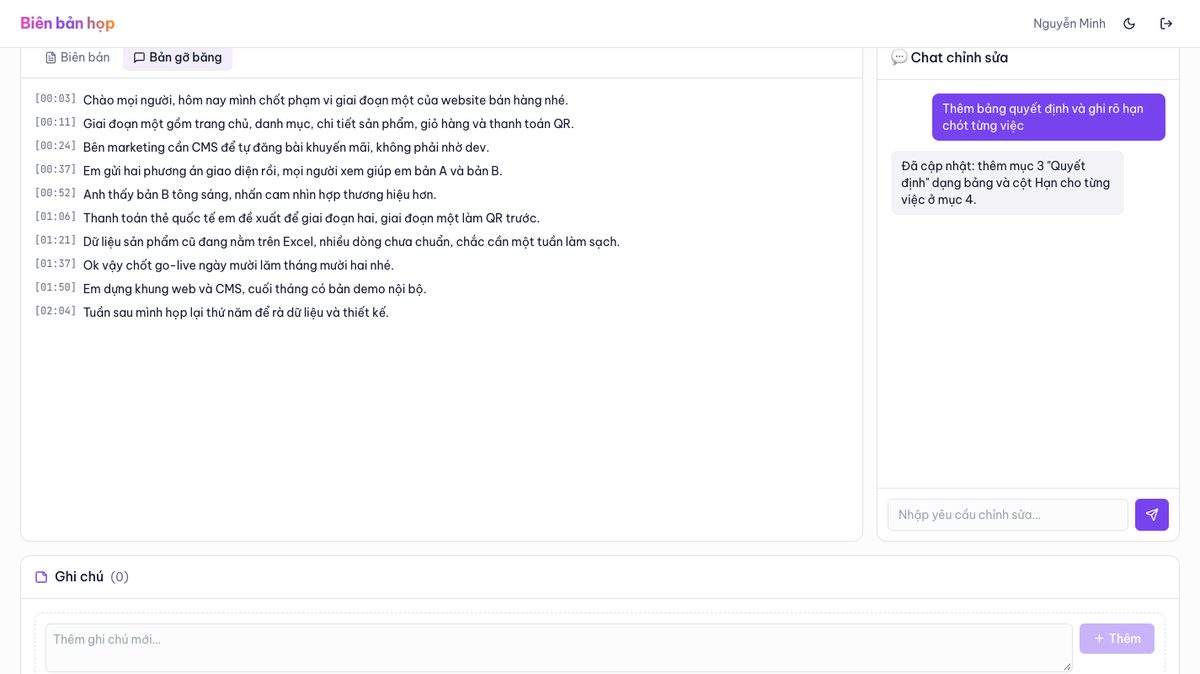 Biên bản họp
Nguyễn Minh
Biên bản
Bản gỡ băng
[00:03] Chào mọi người, hôm nay mình chốt phạm vi giai đoạn một của website bán hàng nhé.
[00:11] Giai đoạn một gồm trang chủ, danh mục, chi tiết sản phẩm, giỏ hàng và thanh toán QR.
[00:24] Bên marketing cần CMS để tự đăng bài khuyến mãi, không phải nhờ dev.
[00:37] Em gửi hai phương án giao diện rồi, mọi người xem giúp em bản A và bản B.
[00:52] Anh thấy bản B tông sáng, nhấn cam nhìn hợp thương hiệu hơn.
[01:06] Thanh toán thẻ quốc tế em đề xuất để giai đoạn hai, giai đoạn một làm QR trước.
[01:21] Dữ liệu sản phẩm cũ đang nằm trên Excel, nhiều dòng chưa chuẩn, chắc cần một tuần làm sạch.
[01:37] Ok vậy chốt go-live ngày mười lăm tháng mười hai nhé.
[01:50] Em dựng khung web và CMS, cuối tháng có bản demo nội bộ.
[02:04] Tuần sau mình họp lại thứ năm để rà dữ liệu và thiết kế.
Chat chỉnh sửa
Thêm bảng quyết định và ghi rõ hạn
chót từng việc
Đã cập nhật: thêm mục 3 "Quyết
định" dạng bảng và cột Hạn cho từng
việc ở mục 4.
Nhập yêu cầu chỉnh sửa...
Ghi chú (0)
Thêm ghi chú mới...
+ Thêm